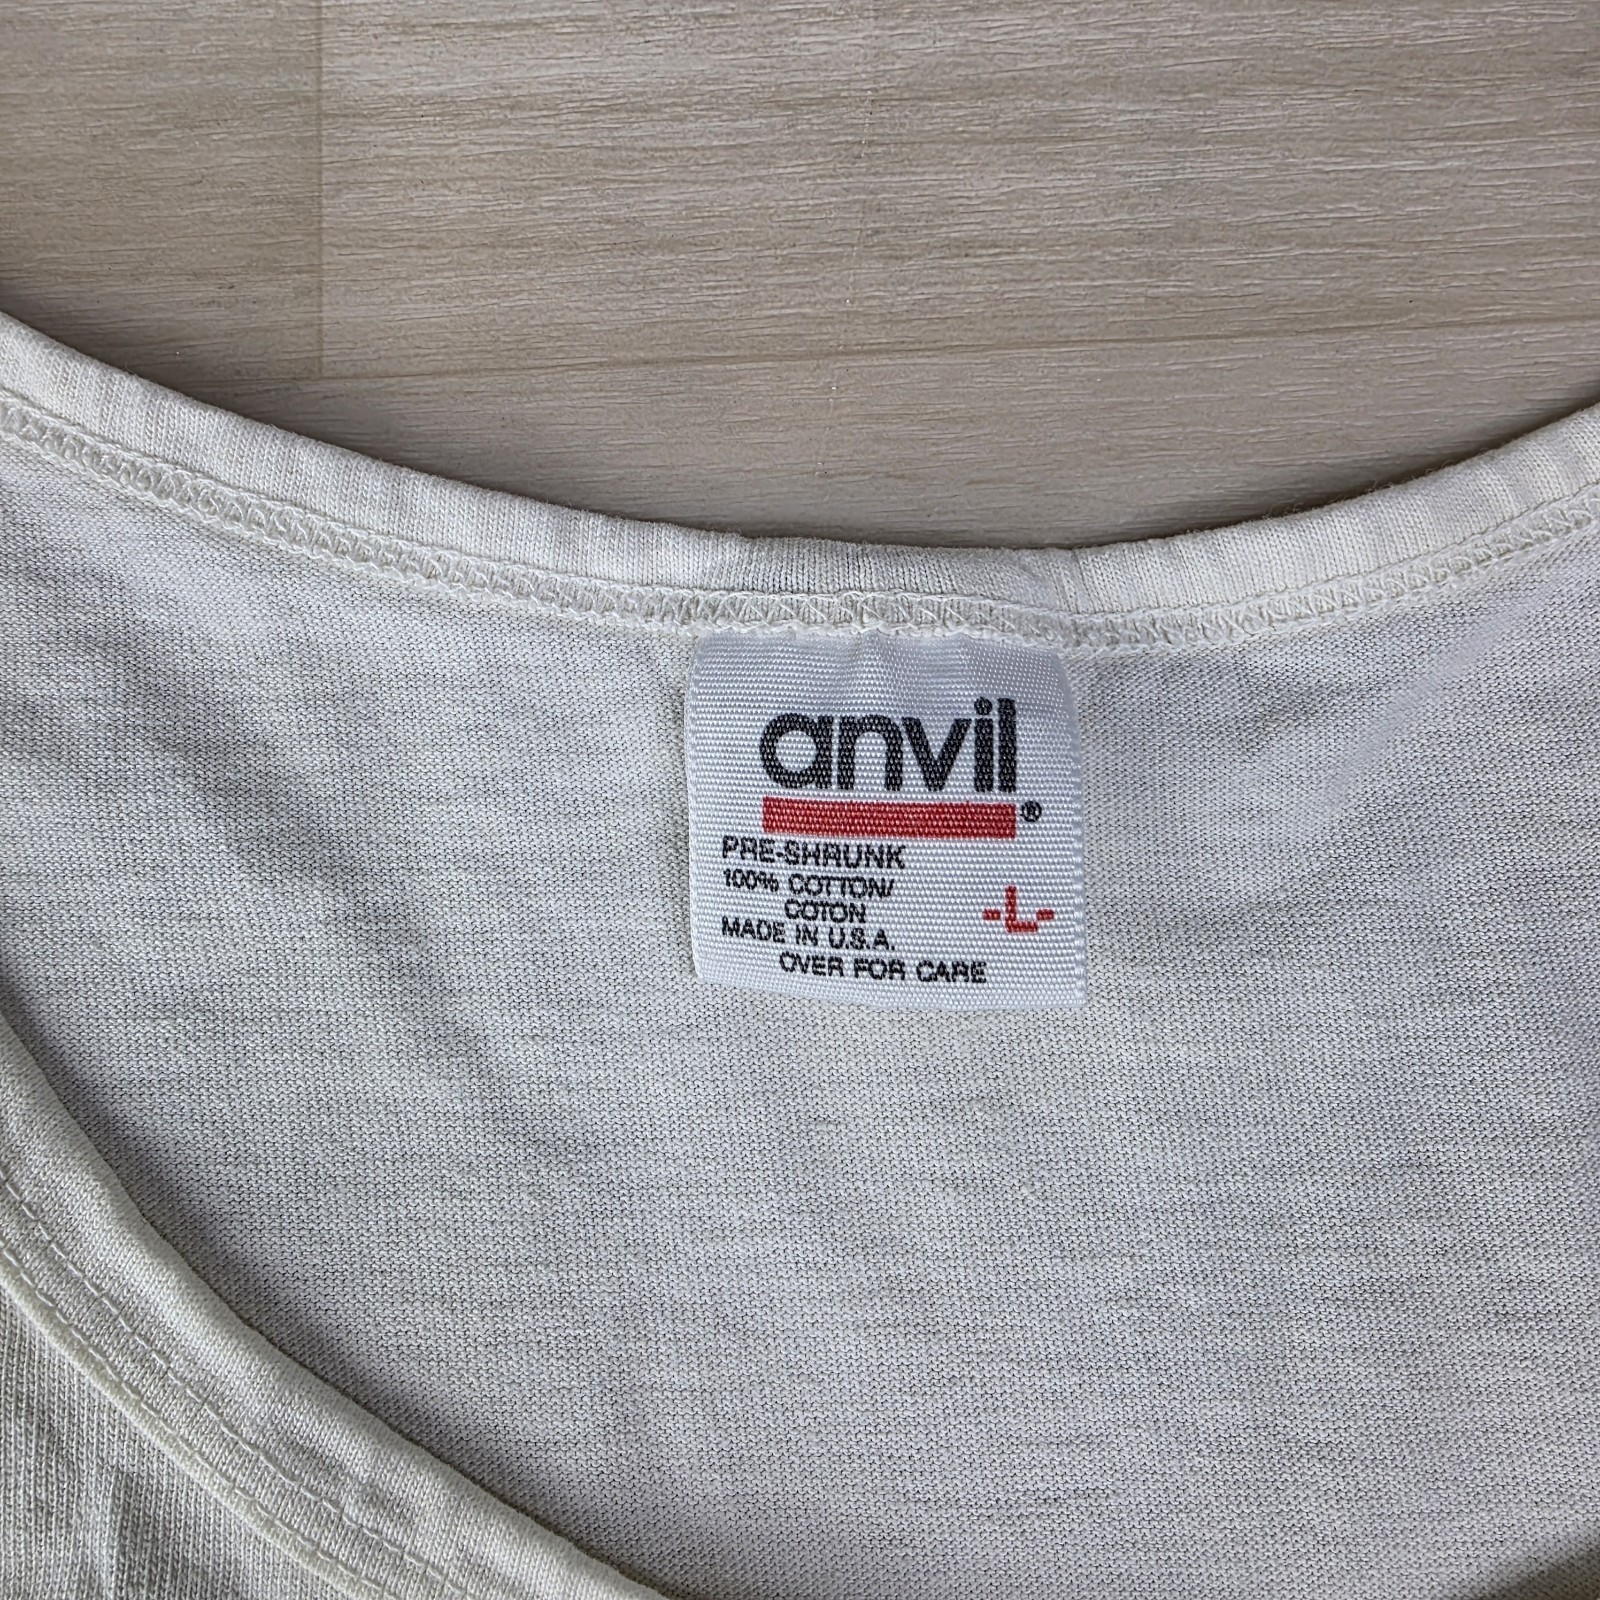 anvil®
PRE-SHRUNK
100% COTTON/
COTON
-L-
MADE IN U.S.A.
OVER FOR CARE